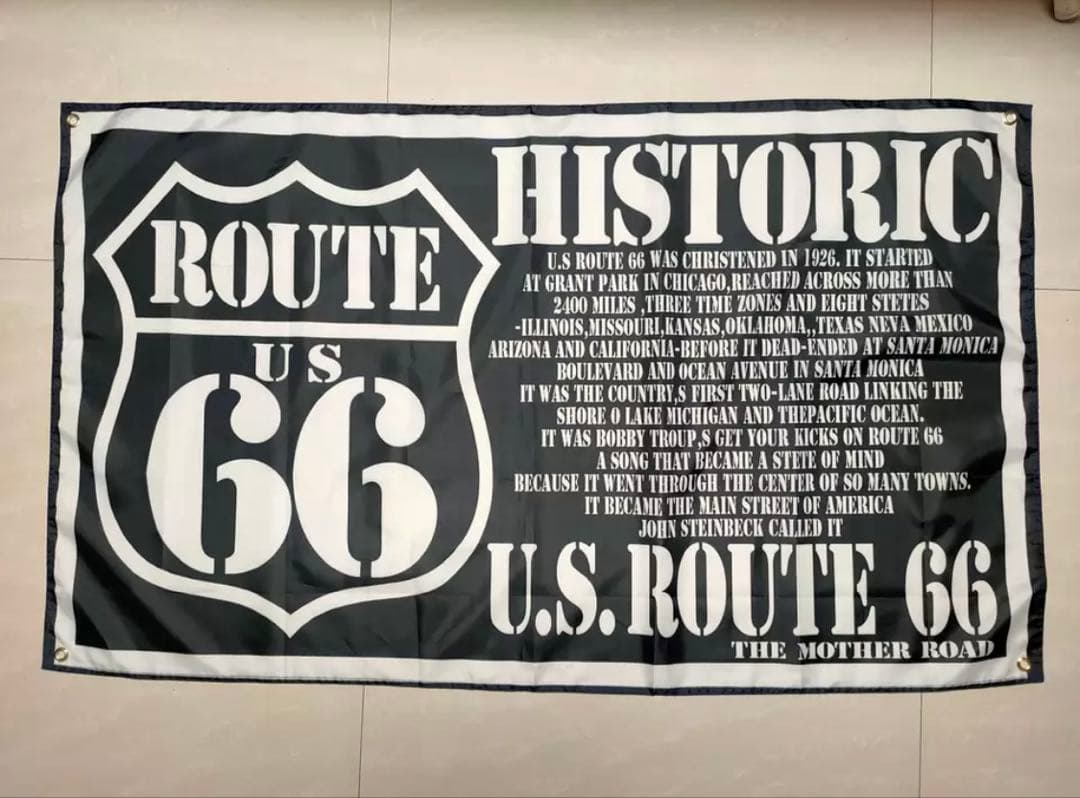 ROUTE
US
66
HISTORIC
U.S ROUTE 66 WAS CHRISTENED IN 1926. IT STARTED
AT GRANT PARK IN CHICAGO,REACHED ACROSS MORE THAN
2400 MILES ,THREE TIME ZONES AND EIGHT STETES
-ILLINOIS,MISSOURI,KANSAS,OKLAHOMA,,TEXAS NEVA MEXICO
ARIZONA AND CALIFORNIA-BEFORE IT DEAD-ENDED AT SANTA MONICA
BOULEVARD AND OCEAN AVENUE IN SANTA MONICA
IT WAS THE COUNTRY,S FIRST TWO-LANE ROAD LINKING THE
SHORE O LAKE MICHIGAN AND THEPACIFIC OCEAN.
IT WAS BOBBY TROUP,S GET YOUR KICKS ON ROUTE 66
A SONG THAT BECAME A STETE OF MIND
BECAUSE IT WENT THROUGH THE CENTER OF SO MANY TOWNS.
IT BECAME THE MAIN STREET OF AMERICA
JOHN STEINBECK CALLED IT
U.S. ROUTE 66
THE MOTHER ROAD